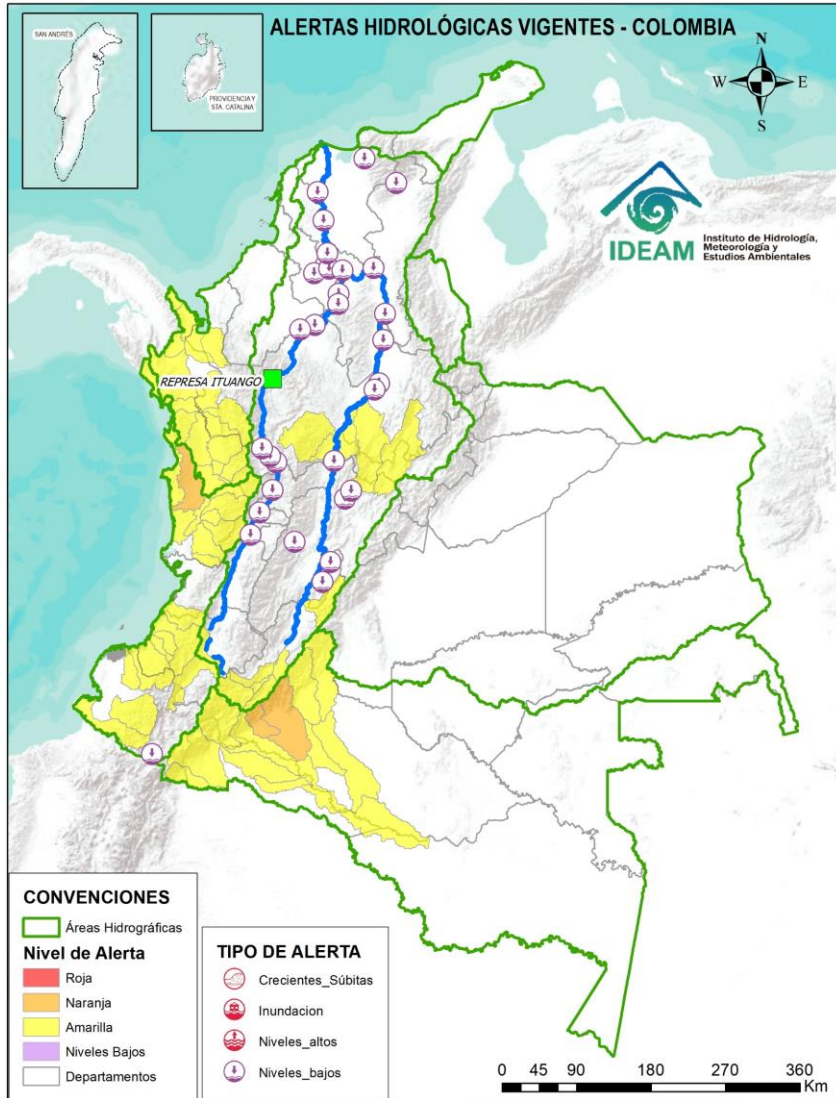 ALERTAS HIDROLÓGICAS VIGENTES - COLOMBIA
SAN ANDRÉS
PROVIDENCIA Y
STA. CATALINA
N
W
E
S
IDEAM
Instituto de Hidrología,
Meteorología y
Estudios Ambientales
REPRESA ITUANGO
CONVENCIONES
Áreas Hidrográficas
Nivel de Alerta
Roja
Naranja
Amarilla
Niveles Bajos
Departamentos
TIPO DE ALERTA
Crecientes_Súbitas
Inundacion
Niveles_altos
Niveles_bajos
0 45 90 180 270 360
Km